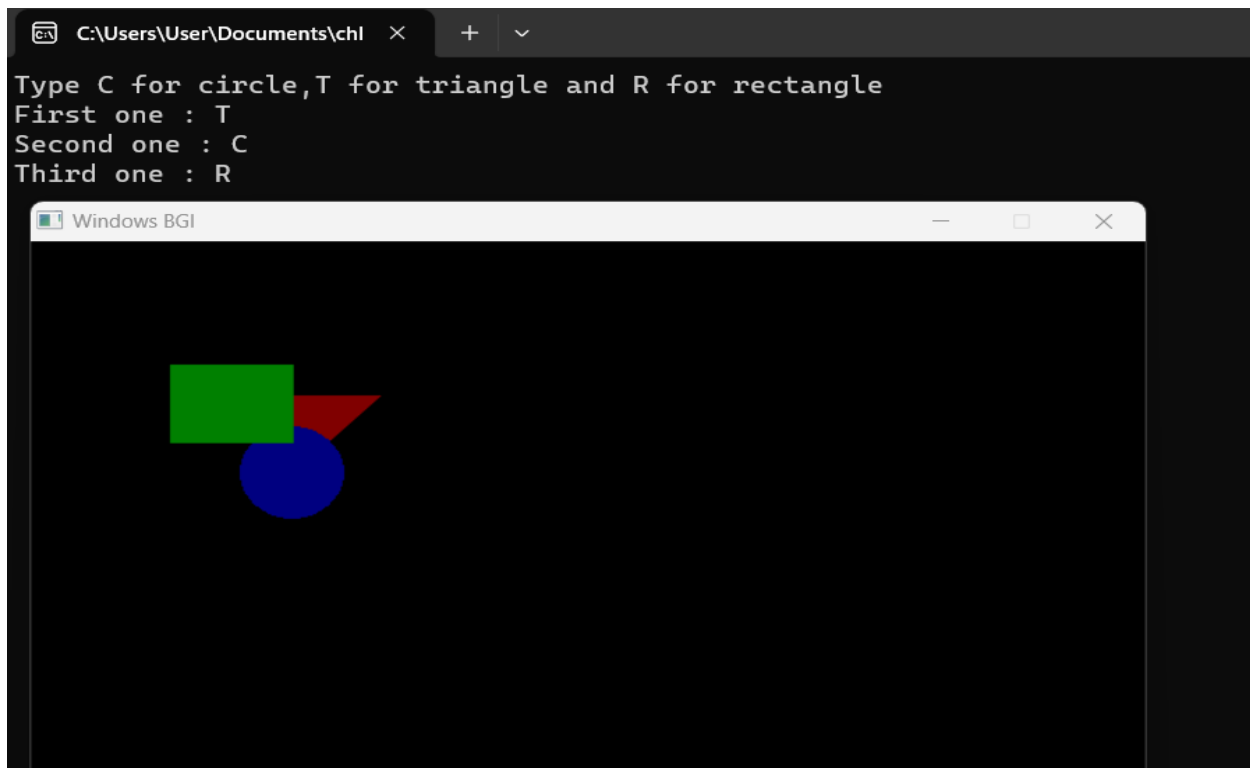 C:\Users\User\Documents\chl
Type C for circle,T for triangle and R for rectangle
First one : T
Second one : C
Third one : R
Windows BGI